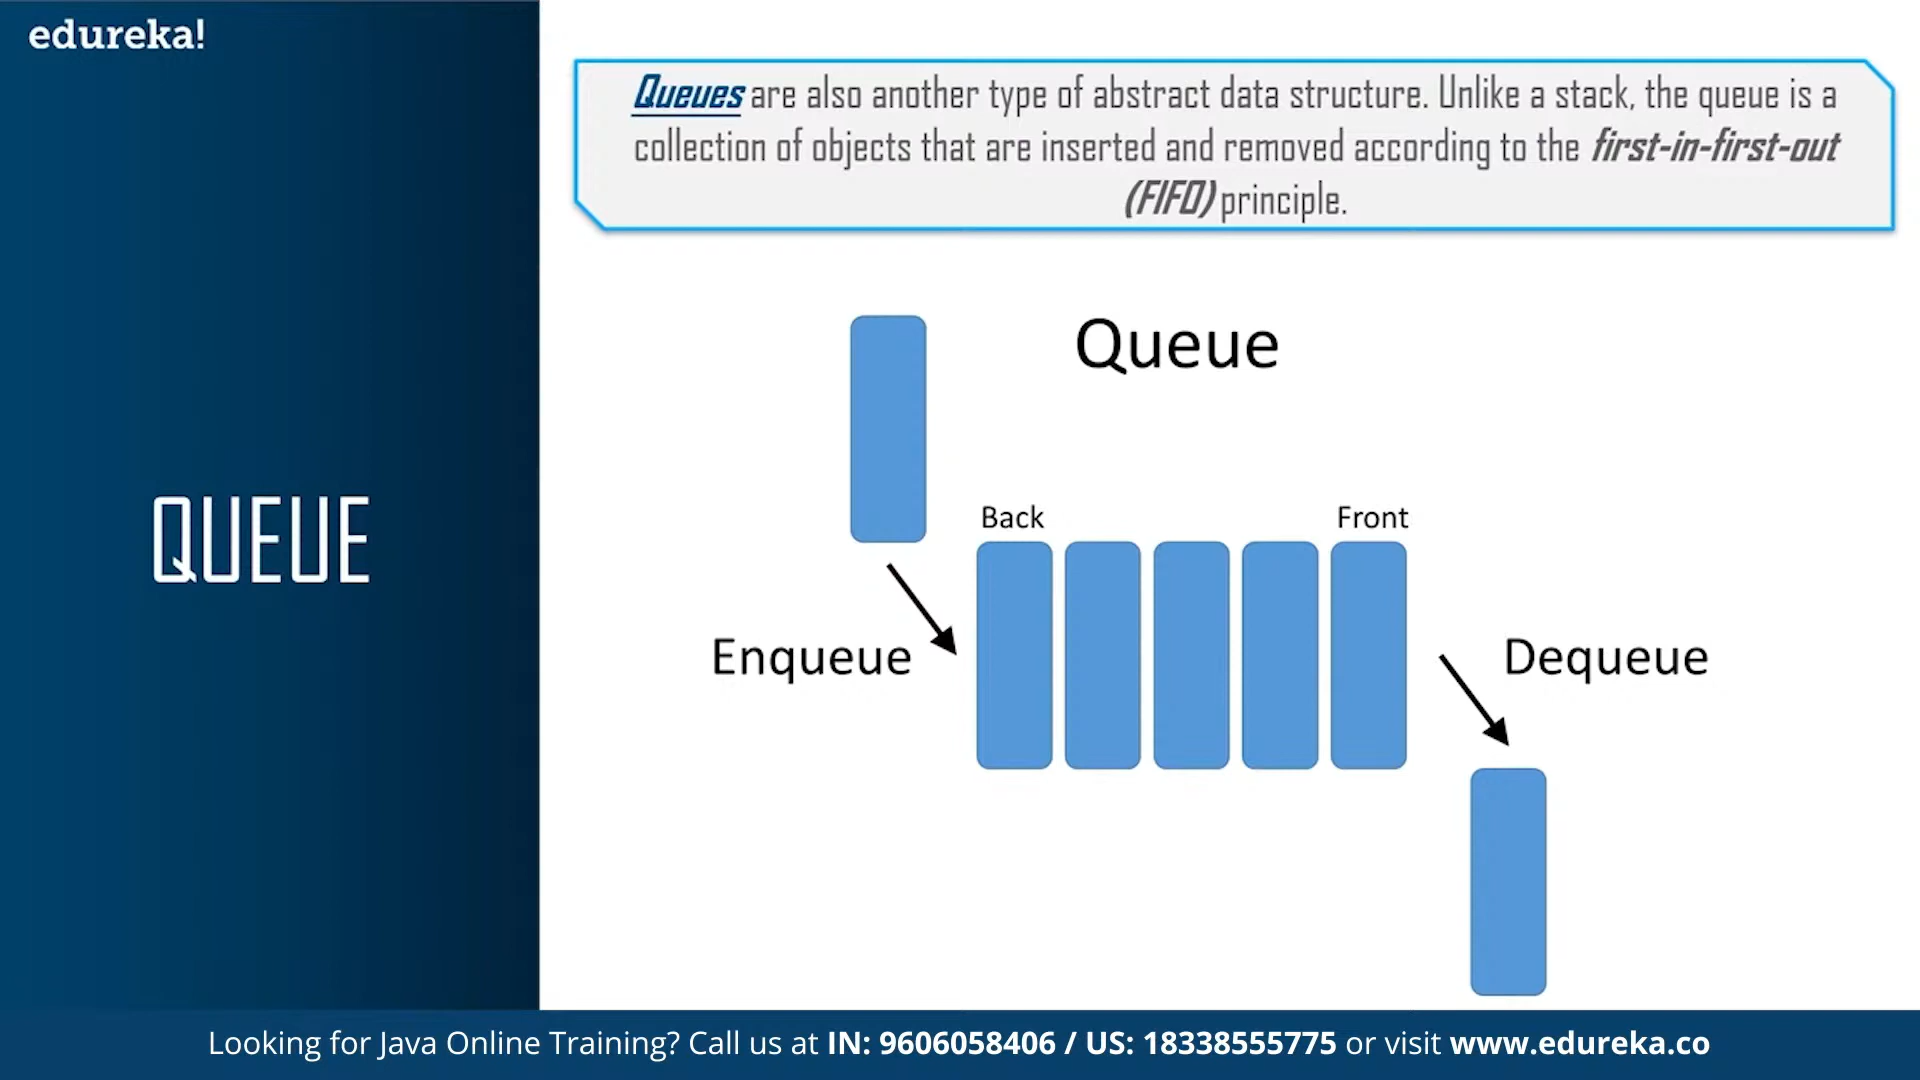 edureka!
Queues are also another type of abstract data structure. Unlike a stack, the queue is a
collection of objects that are inserted and removed according to the first-in-first-out
(FIFO) principle.
QUEUE
Queue
Back
Front
Enqueue
Dequeue
Looking for Java Online Training? Call us at IN: 9606058406 / US: 18338555775 or visit www.edureka.co